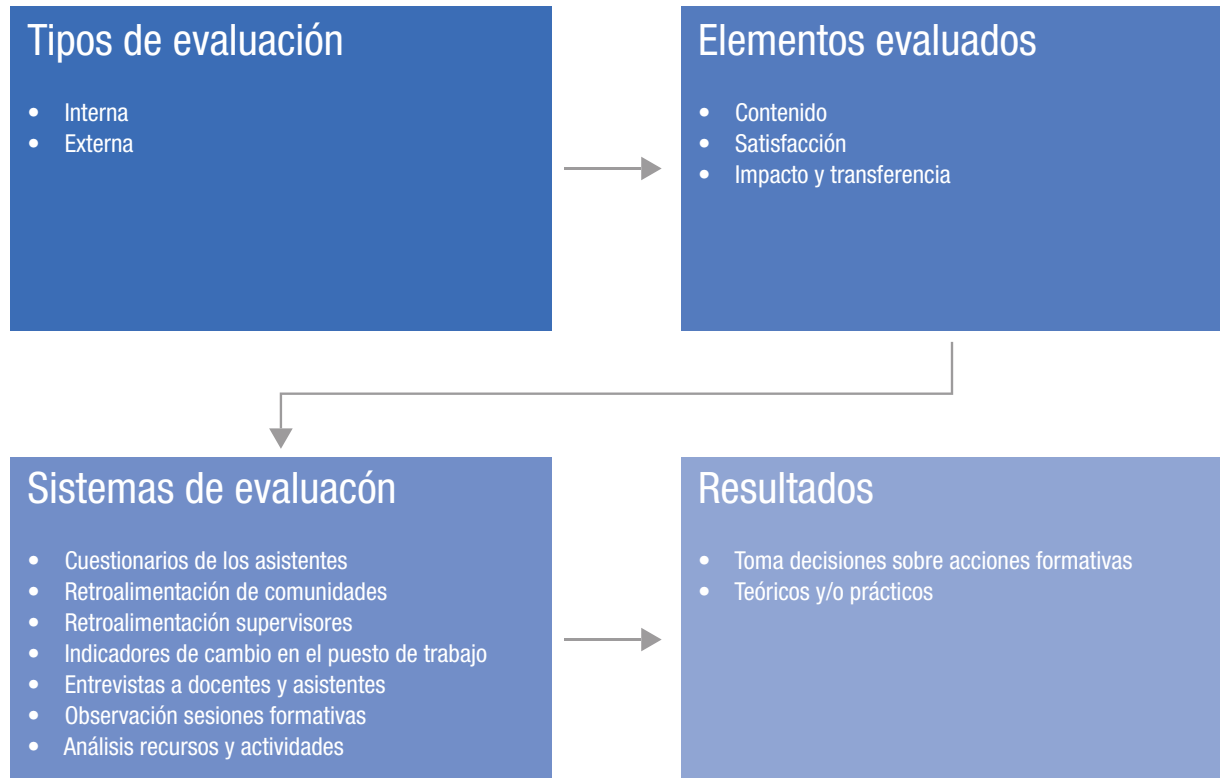 Tipos de evaluación
• Interna
• Externa
Elementos evaluados
• Contenido
• Satisfacción
• Impacto y transferencia
Sistemas de evaluacón
• Cuestionarios de los asistentes
• Retroalimentación de comunidades
• Retroalimentación supervisores
• Indicadores de cambio en el puesto de trabajo
• Entrevistas a docentes y asistentes
• Observación sesiones formativas
• Análisis recursos y actividades
Resultados
• Toma decisiones sobre acciones formativas
• Teóricos y/o prácticos